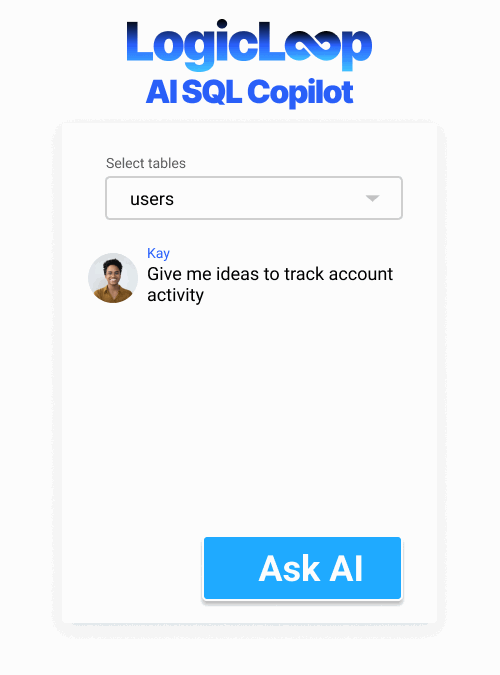 LogicLoop
AI SQL Copilot
Select tables
users
Kay
Give me ideas to track account
activity
Ask AI